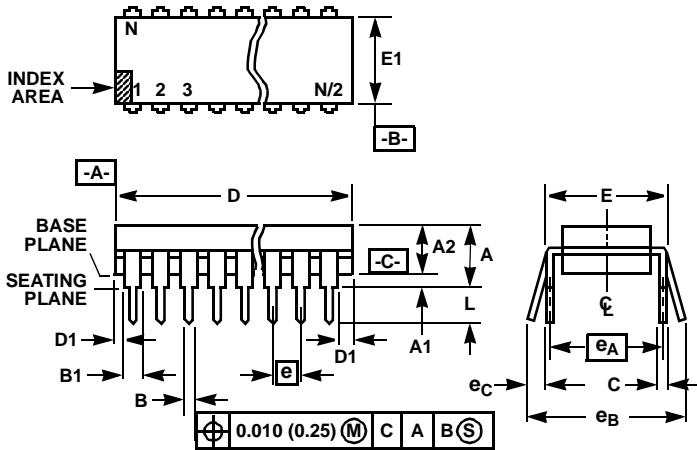 N
E1
INDEX
AREA
1 2 3 N/2
-B-
-A-
D
E
BASE
PLANE
A2
A
-C-
SEATING
PLANE
L
C
L
D1
A1
D1
eA
B1
e
eC
C
B
eB
0.010 (0.25) M C A B S